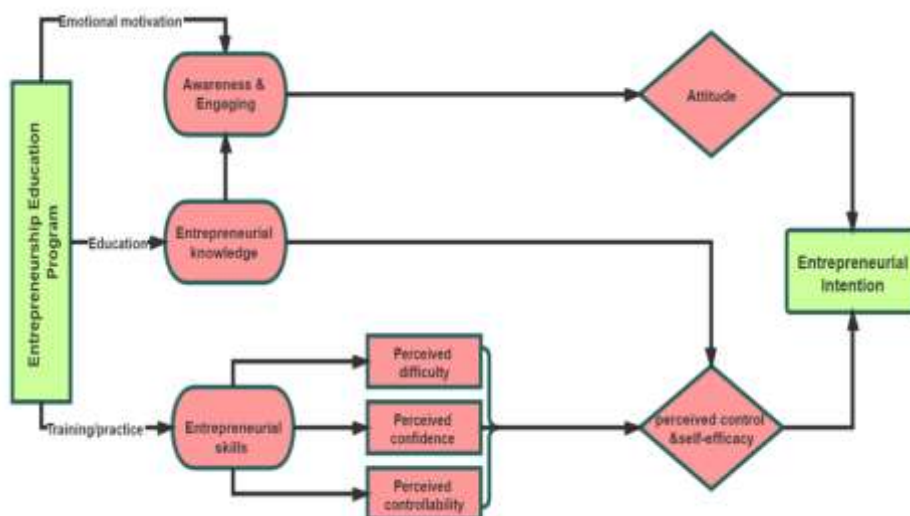 Emotional motivation
Awareness &
Engaging
Attitude
Entrepreneurship Education
Program
Education
Entrepreneurial
knowledge
Entrepreneurial
Intention
Perceived
difficulty
Training/practice
Entrepreneurial
skills
Perceived
confidence
perceived control
&self-efficacy
Perceived
controllability